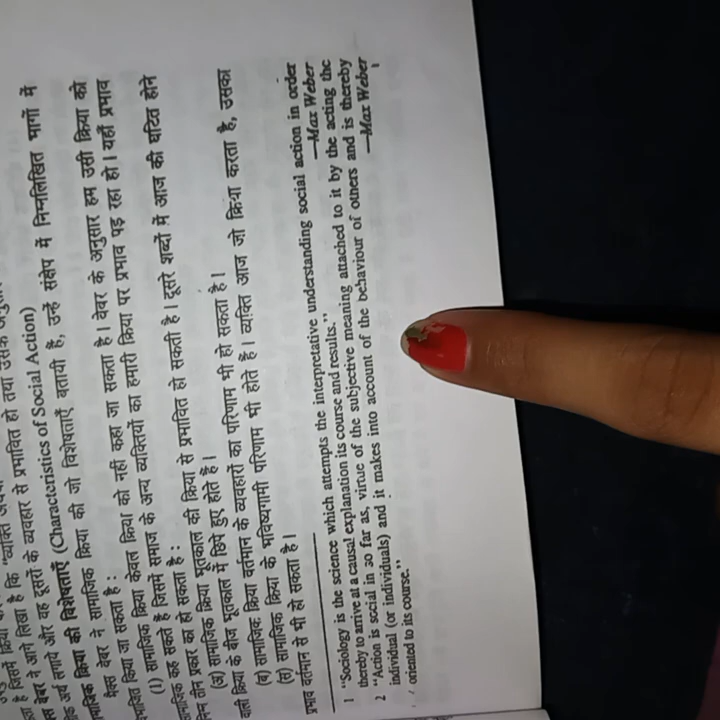 है जिसमें क्रिया "व्यक्ति
वेबर ने आगे लिखा है कि
अर्थ लगाये और वह दूसरों के व्यवहार से प्रभावित हो तथा उसके अनुसार
क्रिया की विशेषताएँ (Characteristics of Social Action)
मैक्स वेबर ने सामाजिक क्रिया की जो विशेषताएँ बतायी है, उन्हें संक्षेप में निम्नलिखित भागों में
किया जा सकता है :
(1) सामाजिक क्रिया केवल क्रिया को नहीं कहा जा सकता है। वेबर के अनुसार हम उसी क्रिया को
कह सकते हैं जिसमें समाज के अन्य व्यक्तियों का हमारी क्रिया पर प्रभाव पड़ रहा हो। यहाँ प्रभाव
तीन प्रकार का हो सकता है :
(अ) सामाजिक क्रिया भूतकाल की क्रिया से प्रभावित हो सकती है। दूसरे शब्दों में आज की घटित होने
वाली क्रिया के बीज भूतकाल में छिपे हुए होते हैं।
(ब) सामाजिक क्रिया वर्तमान के व्यवहारों का परिणाम भी हो सकता है।
(स) सामाजिक क्रिया के भविष्यगामी परिणाम भी होते हैं। व्यक्ति आज जो क्रिया करता है, उसका
प्रभाव वर्तमान से भी हो सकता है।
1 "Sociology is the science which attempts the interpretative understanding social action in order
thereby to arrive at a causal explanation its course and results." —Max Weber
2 "Action is social in so far as, virtue of the subjective meaning attached to it by the acting the
individual (or individuals) and it makes into account of the behaviour of others and is thereby
oriented to its course." —Max Weber